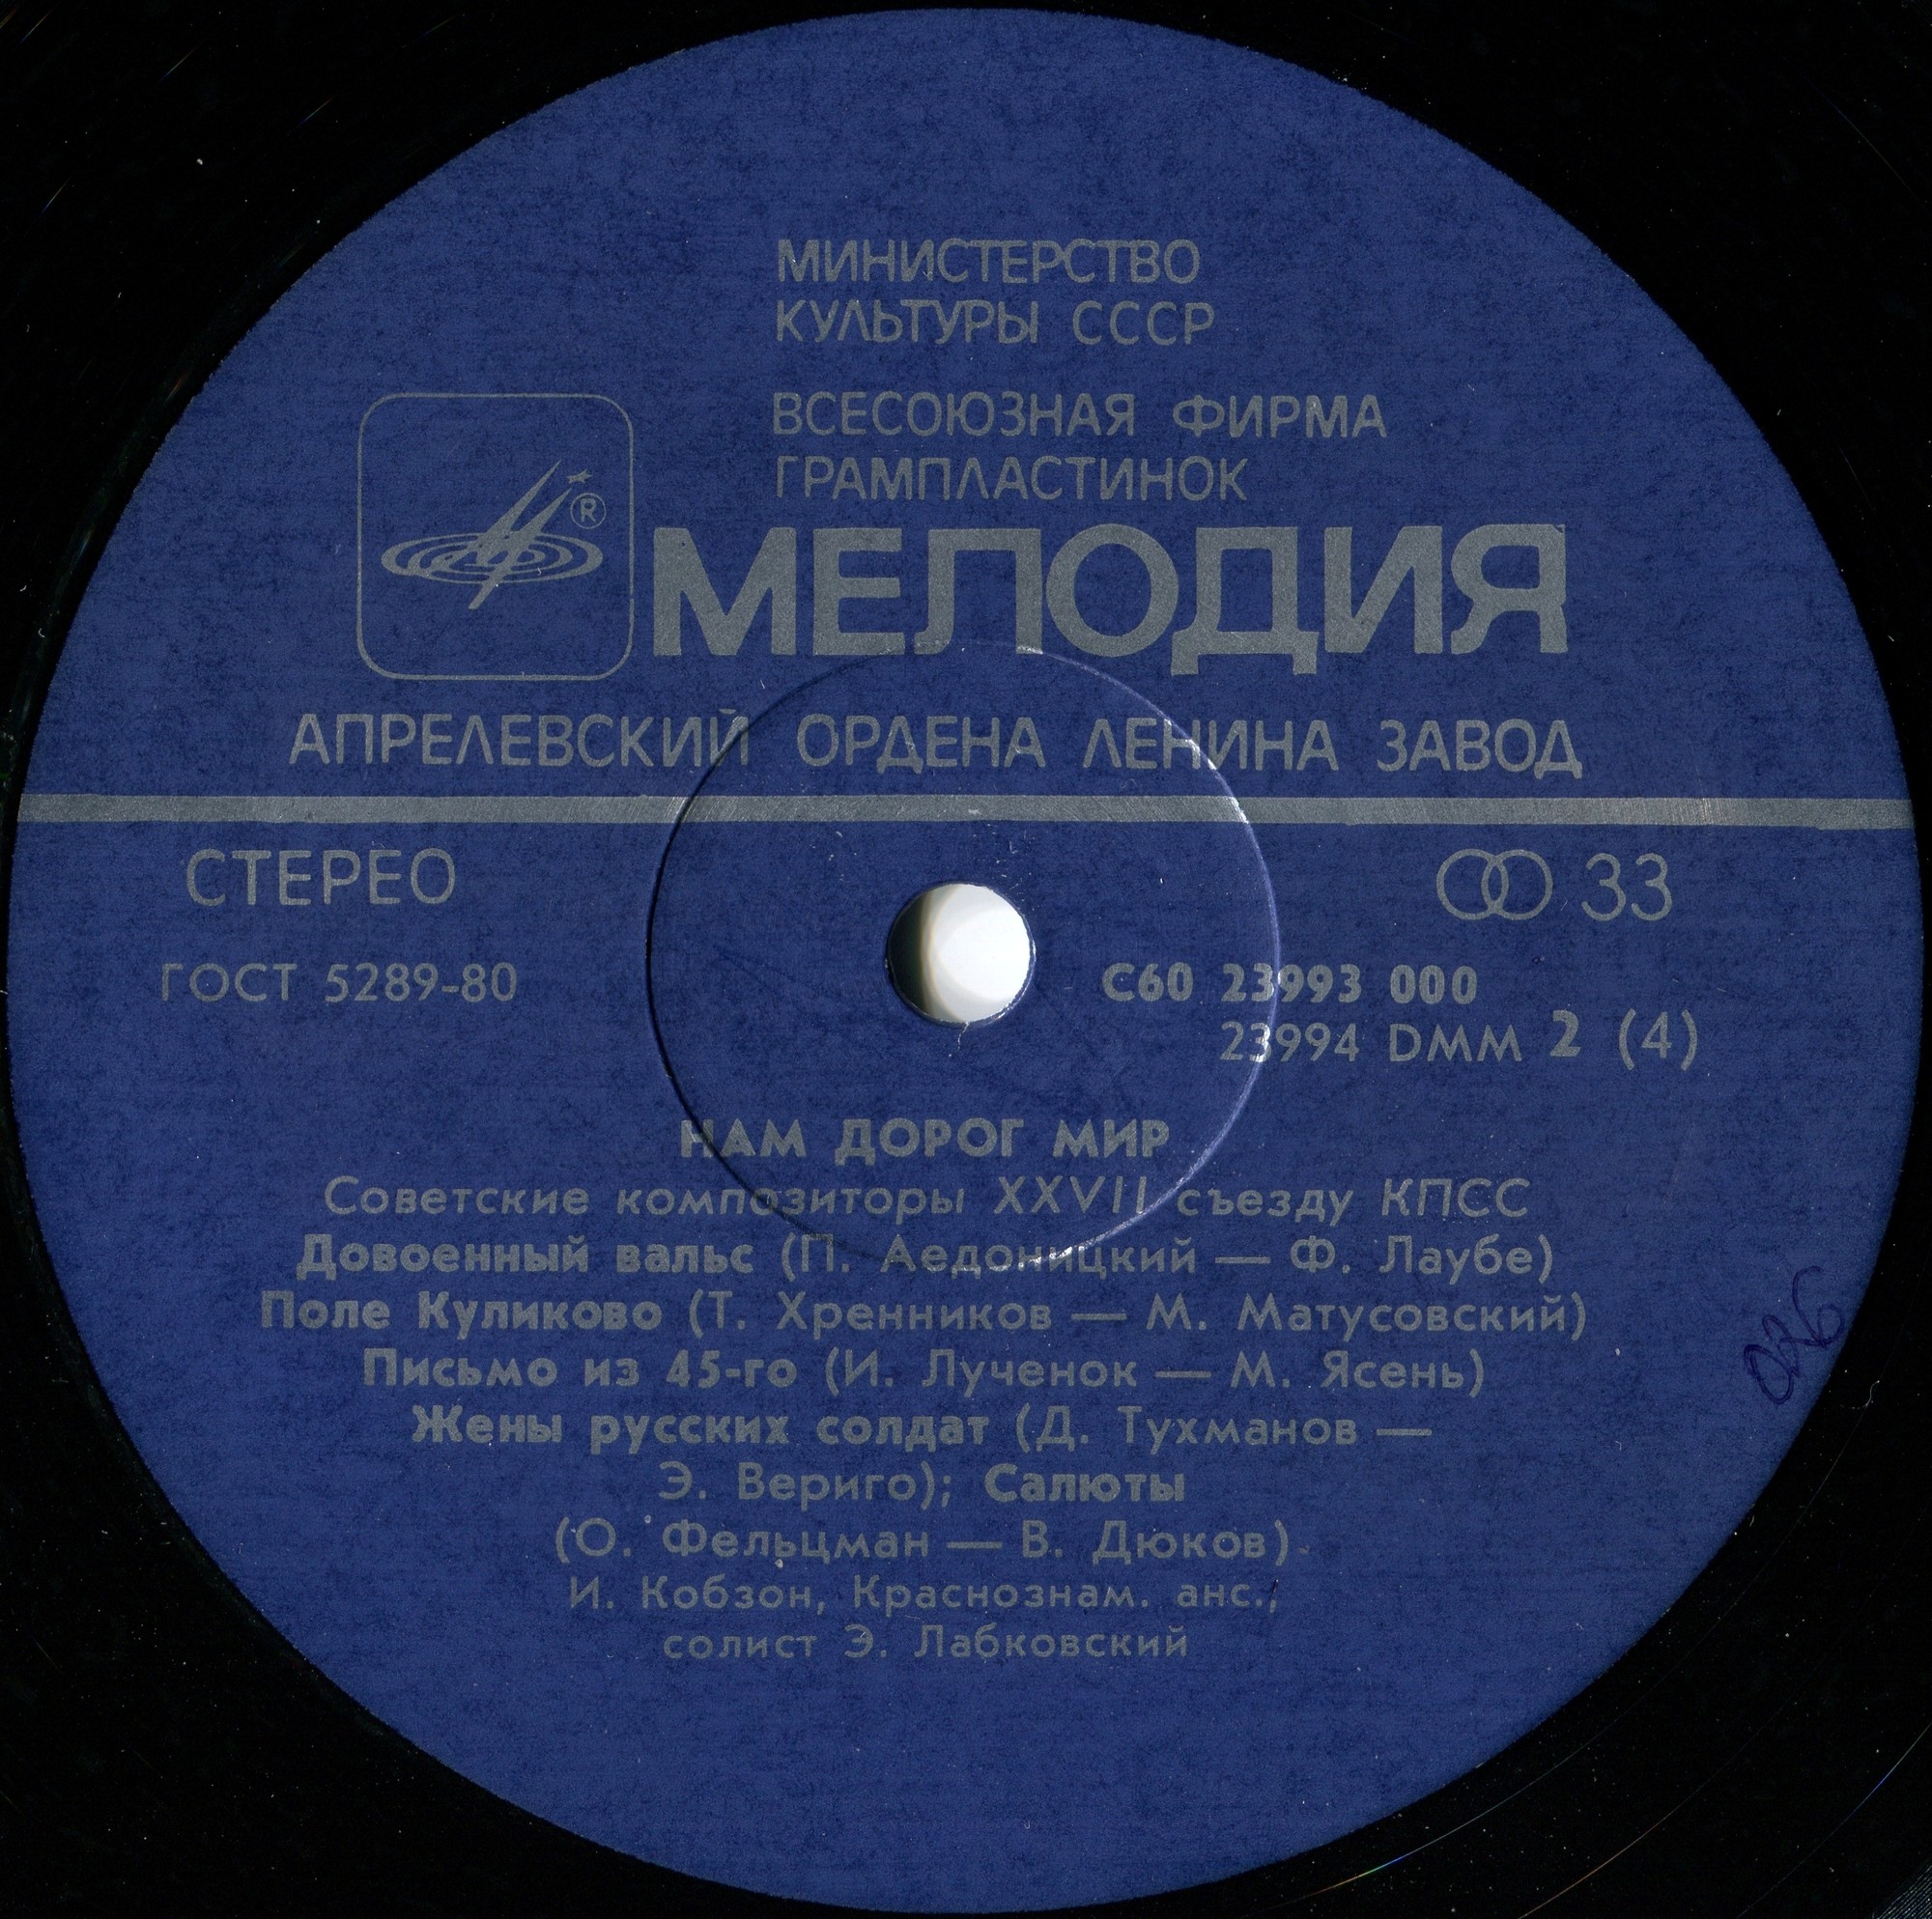 МИНИСТЕРСТВО
КУЛЬТУРЫ СССР
ВСЕСОЮЗНАЯ ФИРМА
ГРАМПЛАСТИНОК
®
МЕЛОДИЯ
АПРЕЛЕВСКИЙ ОРДЕНА ЛЕНИНА ЗАВОД
СТЕРЕО
33
ГОСТ 5289-80
С60 23993 000
23994 DMM 2 (4)
НАМ ДОРОГ МИР
Советские композиторы XXVII съезду КПСС
Довоенный вальс (П. Аедоницкий — Ф. Лаубе)
Поле Куликово (Т. Хренников — М. Матусовский)
Письмо из 45-го (И. Лученок — М. Ясень)
Жены русских солдат (Д. Тухманов —
Э. Вериго); Салюты
(О. Фельцман — В. Дюков)
И. Кобзон, Краснознам. анс.,
солист Э. Лабковский